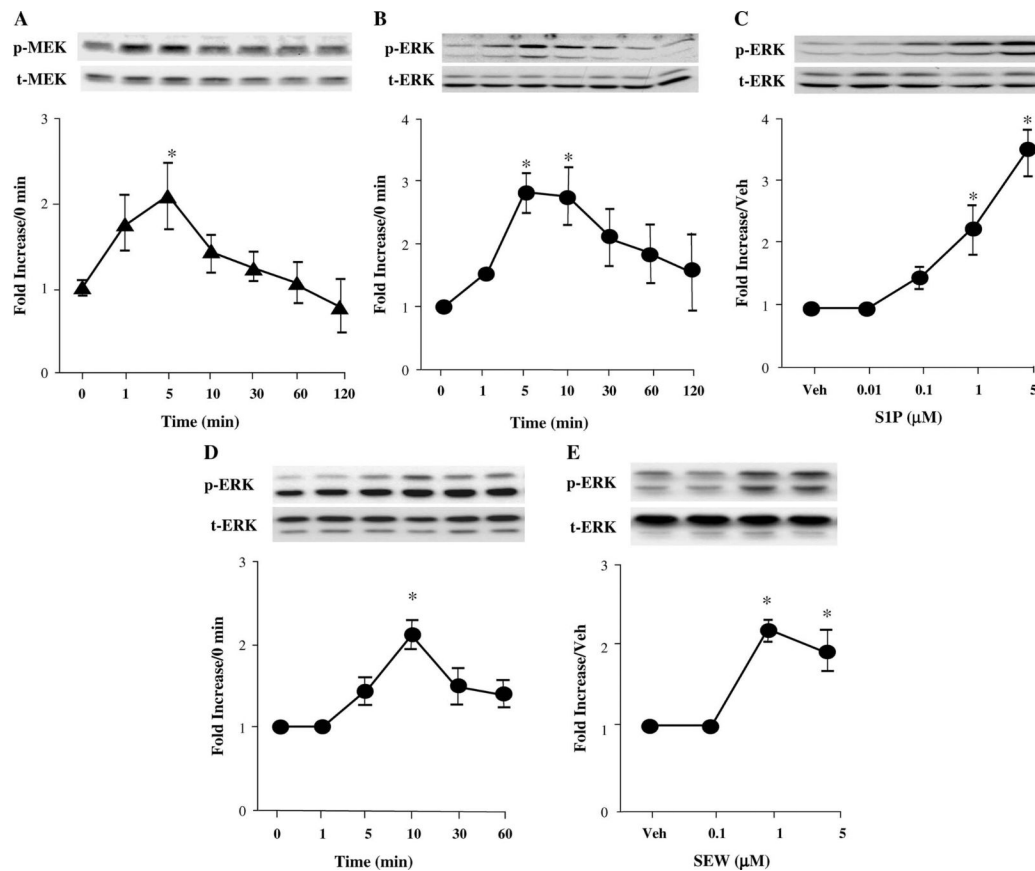 A
p-MEK
t-MEK
Fold Increase/0 min
3
2
1
0
*
0 1 5 10 30 60 120
Time (min)
B
p-ERK
t-ERK
Fold Increase/0 min
4
3
2
1
0
* *
0 1 5 10 30 60 120
Time (min)
C
p-ERK
t-ERK
Fold Increase/Veh
4
3
2
1
0
*
*
Veh 0.01 0.1 1 5
S1P (μM)
D
p-ERK
t-ERK
Fold Increase/0 min
3
2
1
0
*
0 1 5 10 30 60
Time (min)
E
p-ERK
t-ERK
Fold Increase/Veh
3
2
1
0
* *
Veh 0.1 1 5
SEW (μM)